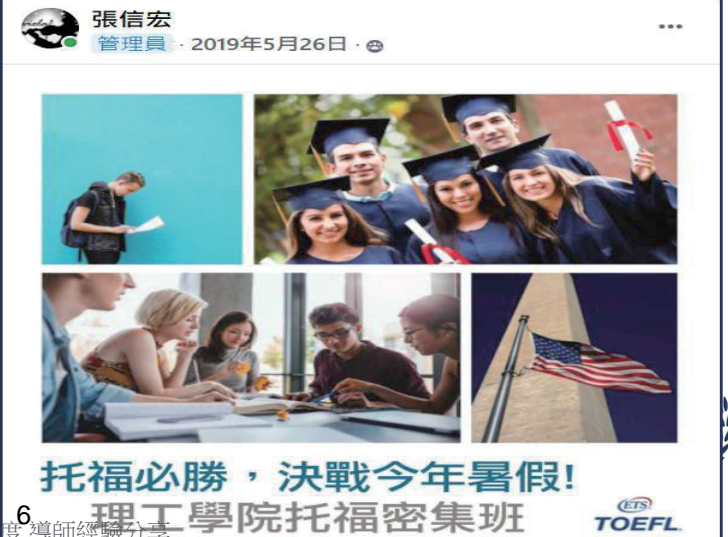 張信宏
管理員 · 2019年5月26日 ·
托福必勝，決戰今年暑假!
理工學院托福密集班
ETS
TOEFL
6
度 導師經驗分享